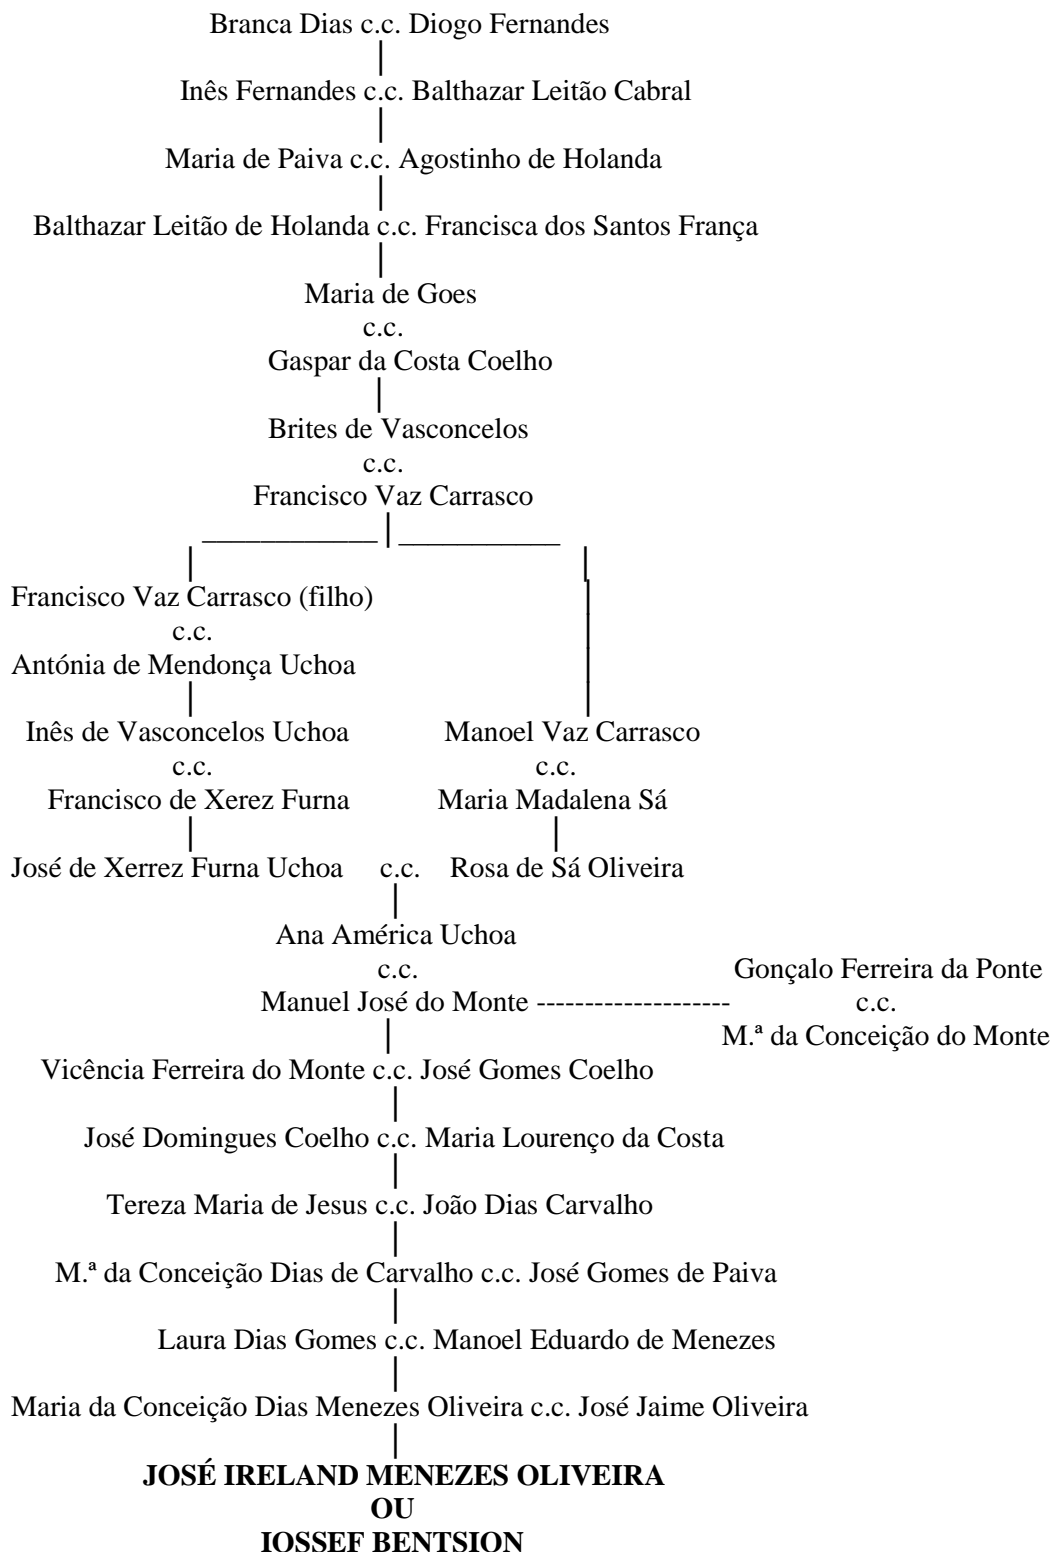 Branca Dias c.c. Diogo Fernandes
Inês Fernandes c.c. Balthazar Leitão Cabral
Maria de Paiva c.c. Agostinho de Holanda
Balthazar Leitão de Holanda c.c. Francisca dos Santos França
Maria de Goes
c.c.
Gaspar da Costa Coelho
Brites de Vasconcelos
c.c.
Francisco Vaz Carrasco
Francisco Vaz Carrasco (filho)
c.c.
Antónia de Mendonça Uchoa
Inês de Vasconcelos Uchoa Manoel Vaz Carrasco
c.c. c.c.
Francisco de Xerez Furna Maria Madalena Sá
José de Xerrez Furna Uchoa c.c. Rosa de Sá Oliveira
Ana América Uchoa
c.c. Gonçalo Ferreira da Ponte
Manuel José do Monte -------------------- c.c.
M.ª da Conceição do Monte
Vicência Ferreira do Monte c.c. José Gomes Coelho
José Domingues Coelho c.c. Maria Lourenço da Costa
Tereza Maria de Jesus c.c. João Dias Carvalho
M.ª da Conceição Dias de Carvalho c.c. José Gomes de Paiva
Laura Dias Gomes c.c. Manoel Eduardo de Menezes
Maria da Conceição Dias Menezes Oliveira c.c. José Jaime Oliveira
JOSÉ IRELAND MENEZES OLIVEIRA
OU
IOSSEF BENTSION